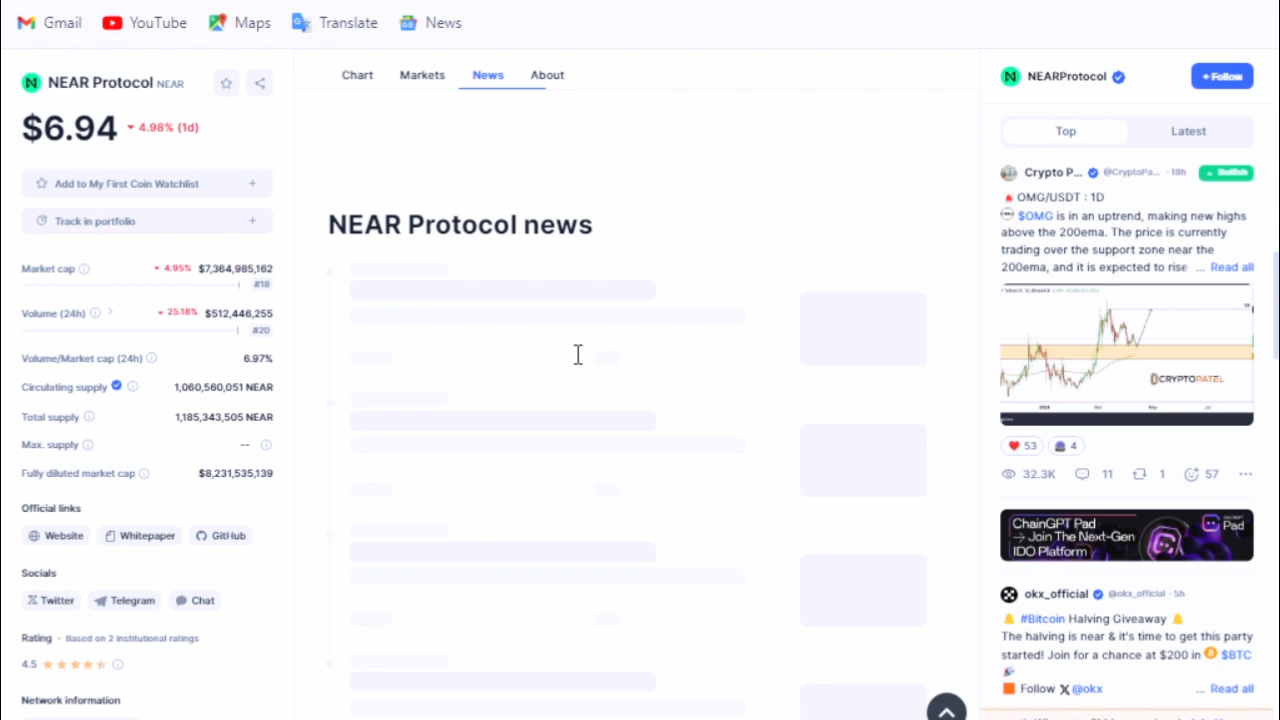 Gmail YouTube Maps Translate News
NEAR Protocol NEAR
$6.94 4.98% (1d)
Add to My First Coin Watchlist +
Track in portfolio +
Market cap 4.95% $7,364,985,162
#18
Volume (24h) 25.18% $512,446,255
#20
Volume/Market cap (24h) 6.97%
Circulating supply 1,060,560,051 NEAR
Total supply 1,185,343,505 NEAR
Max. supply --
Fully diluted market cap $8,231,535,139
Official links
Website Whitepaper GitHub
Socials
Twitter Telegram Chat
Rating · Based on 2 institutional ratings
4.5
Network information
Chart Markets News About
NEAR Protocol news
NEARProtocol + Follow
Top Latest
Crypto P... @CryptoPa... · 18h Bullish
OMG/USDT : 1D
$OMG is in an uptrend, making new highs
above the 200ema. The price is currently
trading over the support zone near the
200ema, and it is expected to rise ... Read all
CRYPTOPATEL
53 4
32.3K 11 1 57
ChainGPT Pad
→ Join The Next-Gen
IDO Platform
Pad
okx_official @okx_official · 5h
#Bitcoin Halving Giveaway
The halving is near & it's time to get this party
started! Join for a chance at $200 in $BTC
Follow X @okx ... Read all